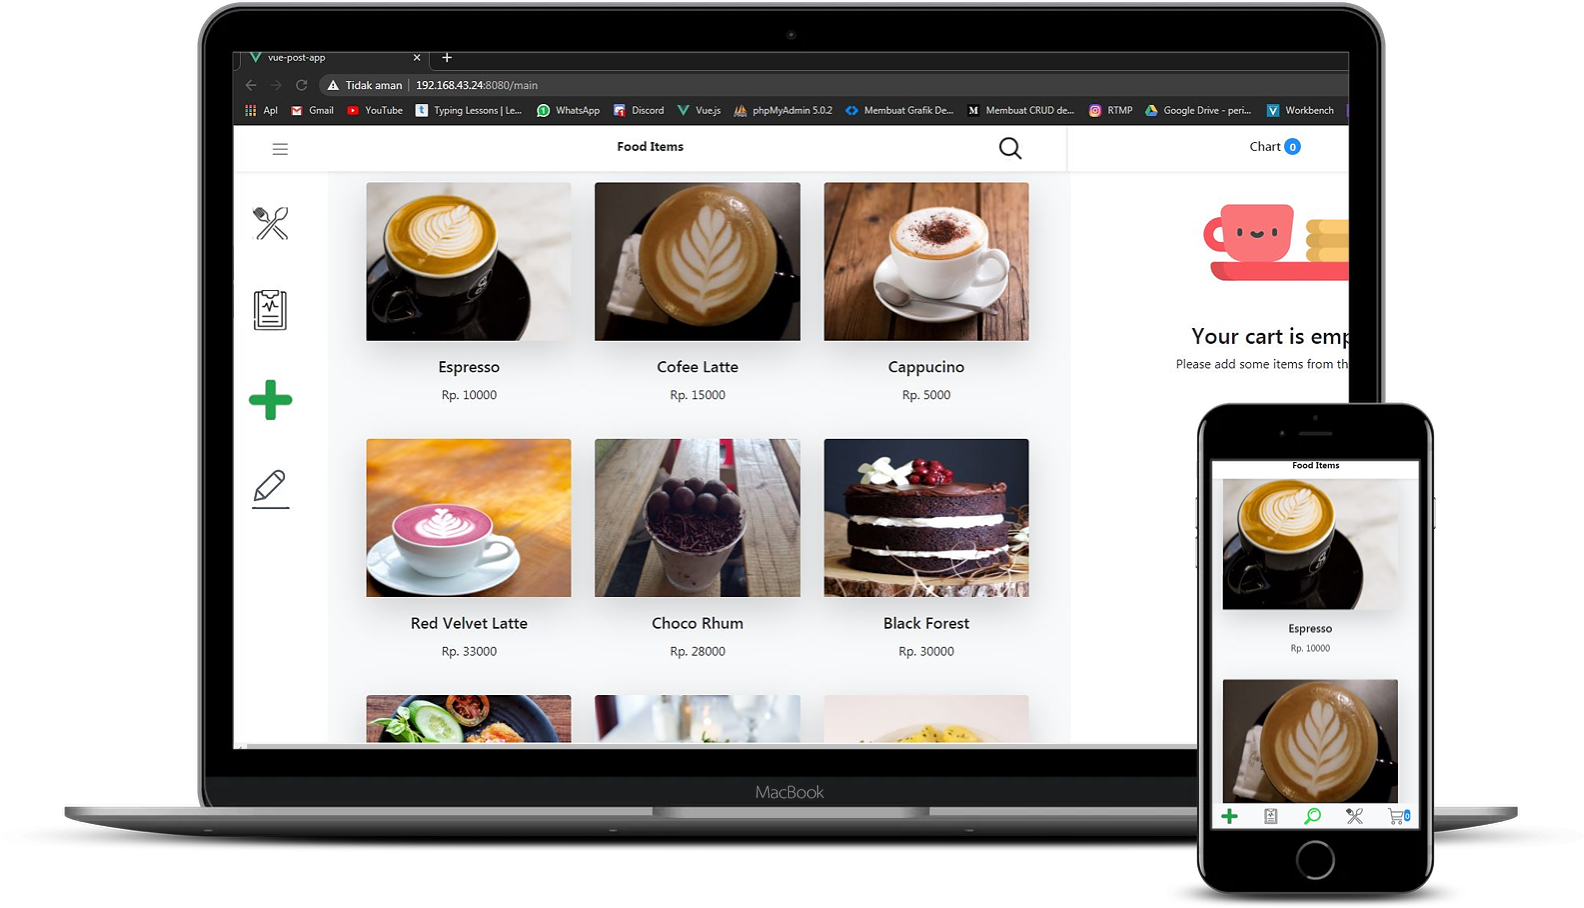 vue-post-app
Tidak aman 192.168.43.24:8080/main
Apl Gmail YouTube Typing Lessons | Le... WhatsApp Discord Vue.js phpMyAdmin 5.0.2 Membuat Grafik De... Membuat CRUD de... RTMP Google Drive - peri... Workbench
Food Items
Chart 0
Espresso
Rp. 10000
Cofee Latte
Rp. 15000
Cappucino
Rp. 5000
Your cart is emp
Please add some items from th
Red Velvet Latte
Rp. 33000
Choco Rhum
Rp. 28000
Black Forest
Rp. 30000
MacBook
Food Items
Espresso
Rp. 10000
0